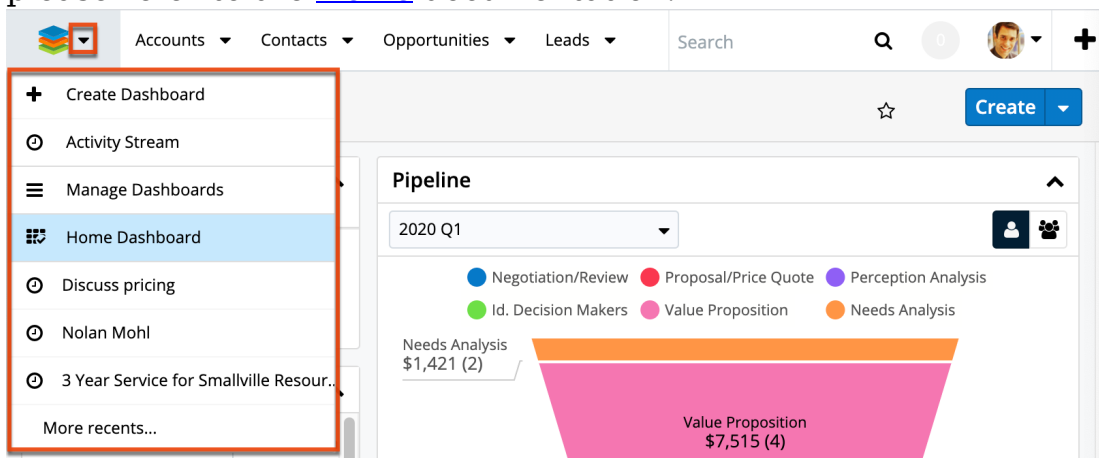 Accounts Contacts Opportunities Leads Search 0
Create Dashboard
Create
Activity Stream
Manage Dashboards
Home Dashboard
Discuss pricing
Nolan Mohl
3 Year Service for Smallville Resour..
More recents...
Pipeline
2020 Q1
Negotiation/Review Proposal/Price Quote Perception Analysis
Id. Decision Makers Value Proposition Needs Analysis
Needs Analysis
$1,421 (2)
Value Proposition
$7,515 (4)